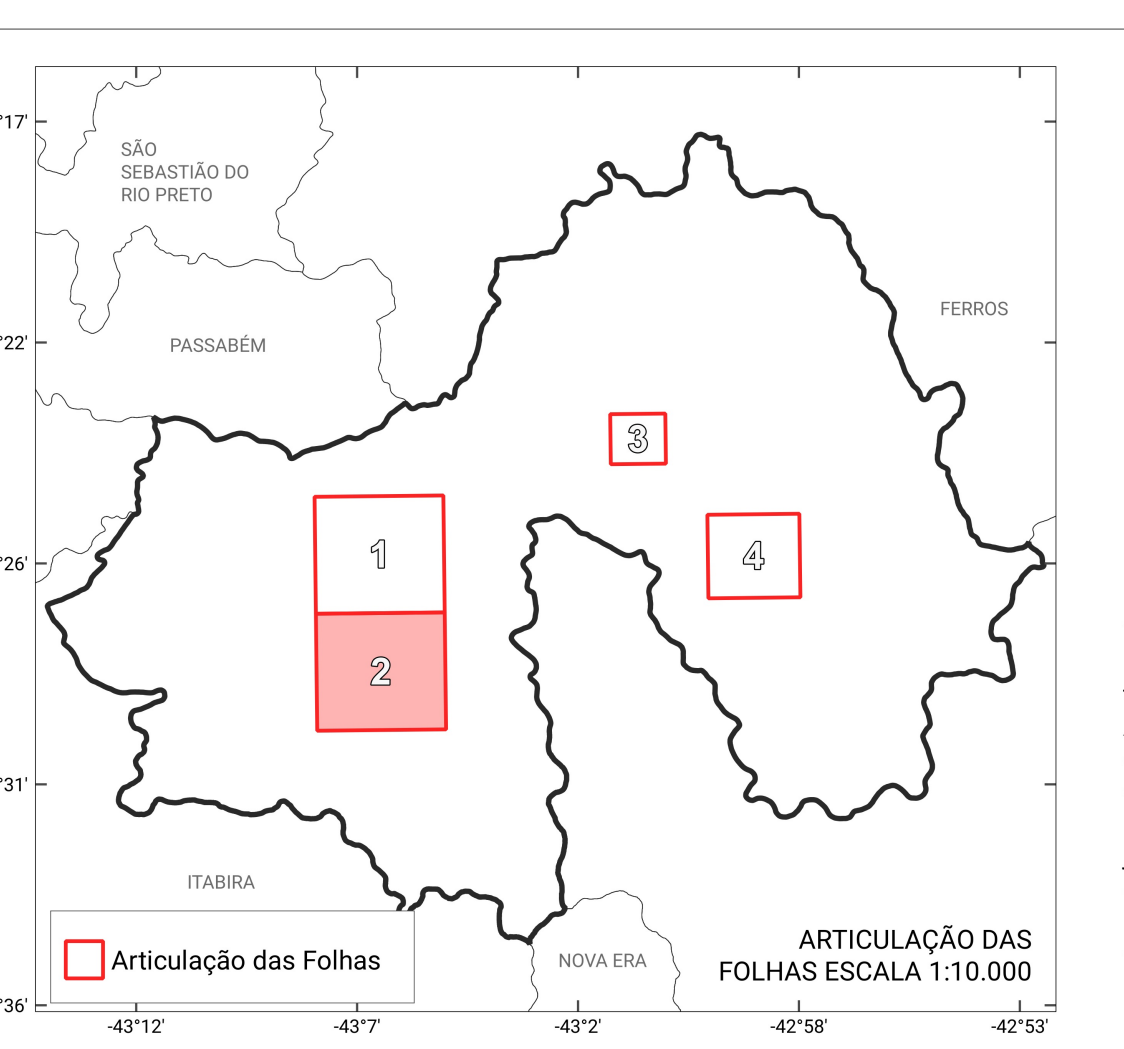 °17'
SÃO
SEBASTIÃO DO
RIO PRETO
FERROS
°22'
PASSABÉM
3
1
4
°26'
2
°31'
ITABIRA
Articulação das Folhas
NOVA ERA
ARTICULAÇÃO DAS
FOLHAS ESCALA 1:10.000
°36'
-43°12' -43°7' -43°2' -42°58' -42°53'